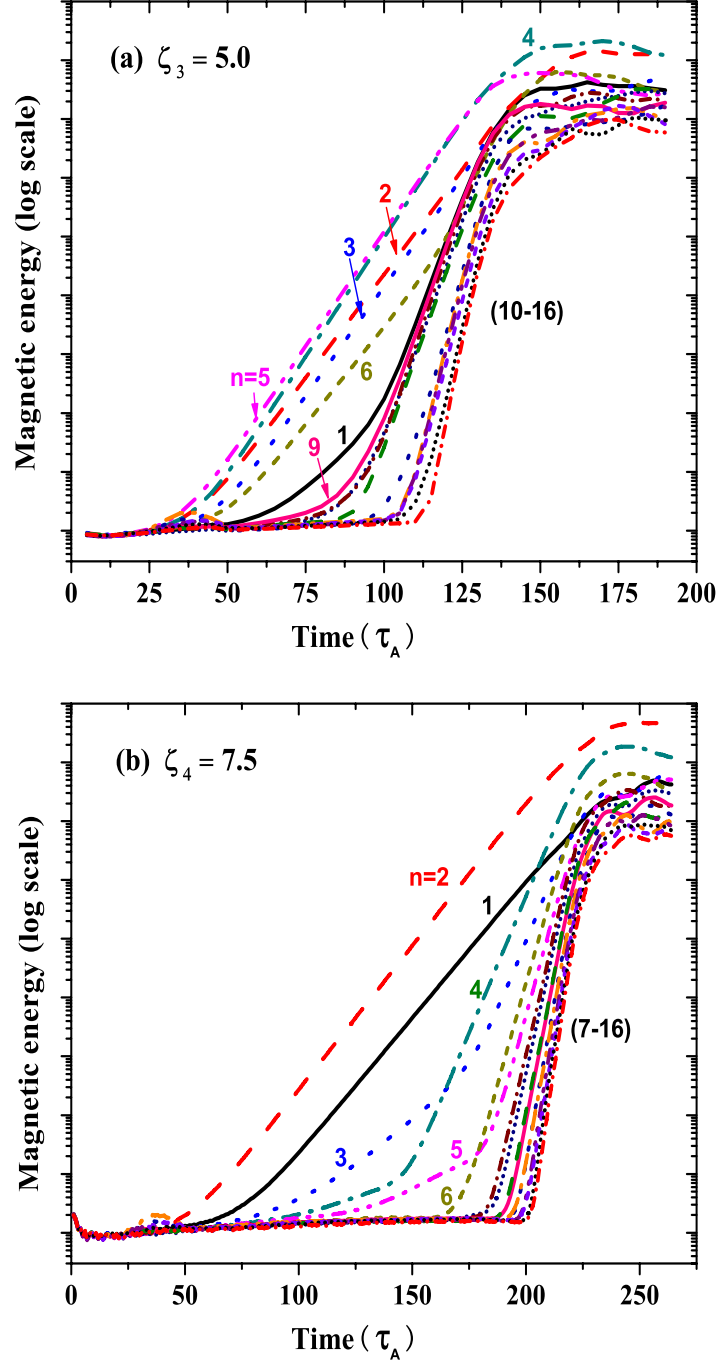 (a) ζ₃ = 5.0
4
2
3
n=5
6
1
9
(10-16)
Magnetic energy (log scale)
0 25 50 75 100 125 150 175 200
Time ( τ_A )
(b) ζ₄ = 7.5
n=2
1
4
3
5
6
(7-16)
Magnetic energy (log scale)
0 50 100 150 200 250
Time ( τ_A )